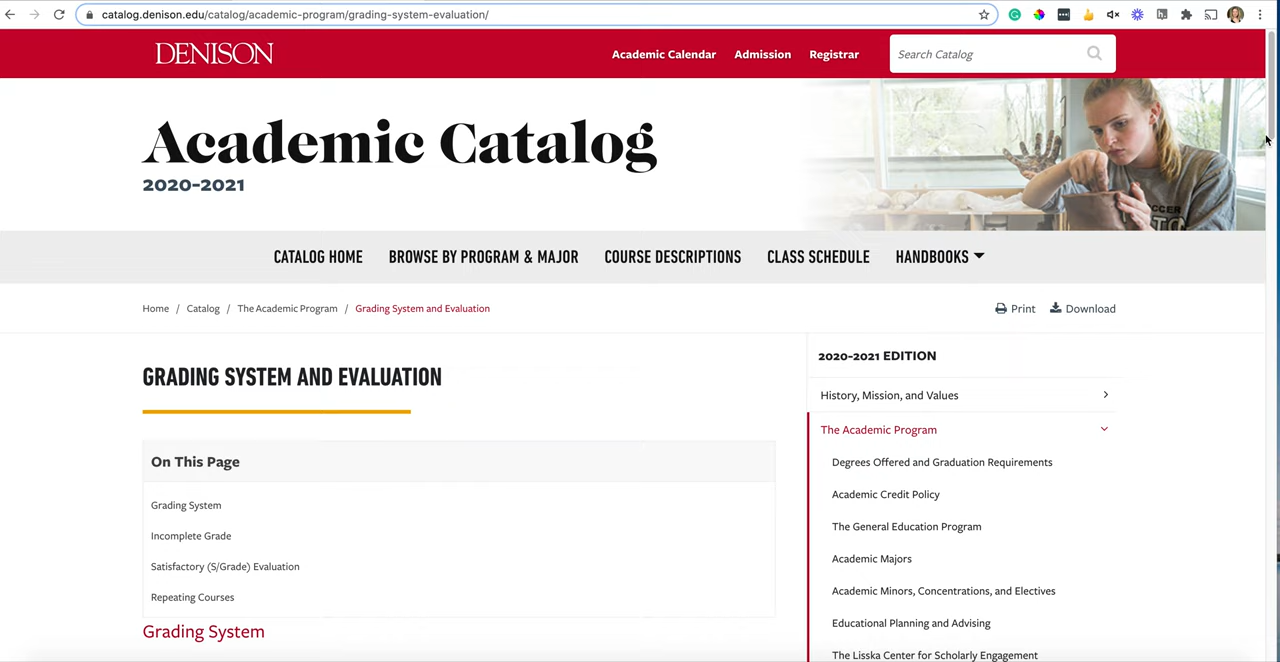 catalog.denison.edu/catalog/academic-program/grading-system-evaluation/
DENISON
Academic Calendar Admission Registrar
Search Catalog
Academic Catalog
2020-2021
CATALOG HOME BROWSE BY PROGRAM & MAJOR COURSE DESCRIPTIONS CLASS SCHEDULE HANDBOOKS
Home / Catalog / The Academic Program / Grading System and Evaluation
Print Download
GRADING SYSTEM AND EVALUATION
On This Page
Grading System
Incomplete Grade
Satisfactory (S/Grade) Evaluation
Repeating Courses
Grading System
2020-2021 EDITION
History, Mission, and Values
The Academic Program
Degrees Offered and Graduation Requirements
Academic Credit Policy
The General Education Program
Academic Majors
Academic Minors, Concentrations, and Electives
Educational Planning and Advising
The Lisska Center for Scholarly Engagement